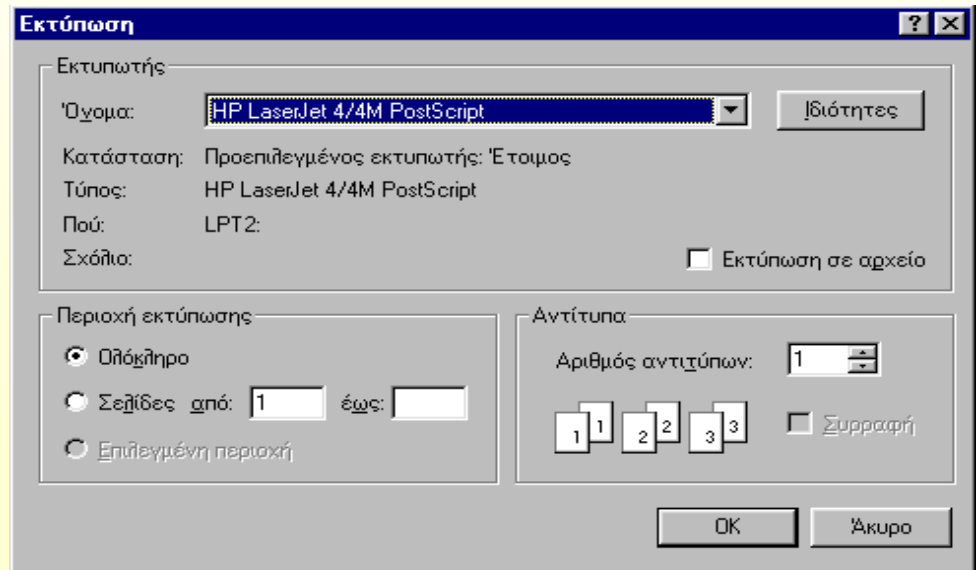 Εκτύπωση
Εκτυπωτής
Όνομα: HP LaserJet 4/4M PostScript Ιδιότητες
Κατάσταση: Προεπιλεγμένος εκτυπωτής: Έτοιμος
Τύπος: HP LaserJet 4/4M PostScript
Πού: LPT2:
Σχόλιο: Εκτύπωση σε αρχείο
Περιοχή εκτύπωσης
Ολόκληρο
Σελίδες από: 1 έως:
Επιλεγμένη περιοχή
Αντίτυπα
Αριθμός αντιτύπων: 1
1 1 2 2 3 3 Συρραφή
OK Άκυρο